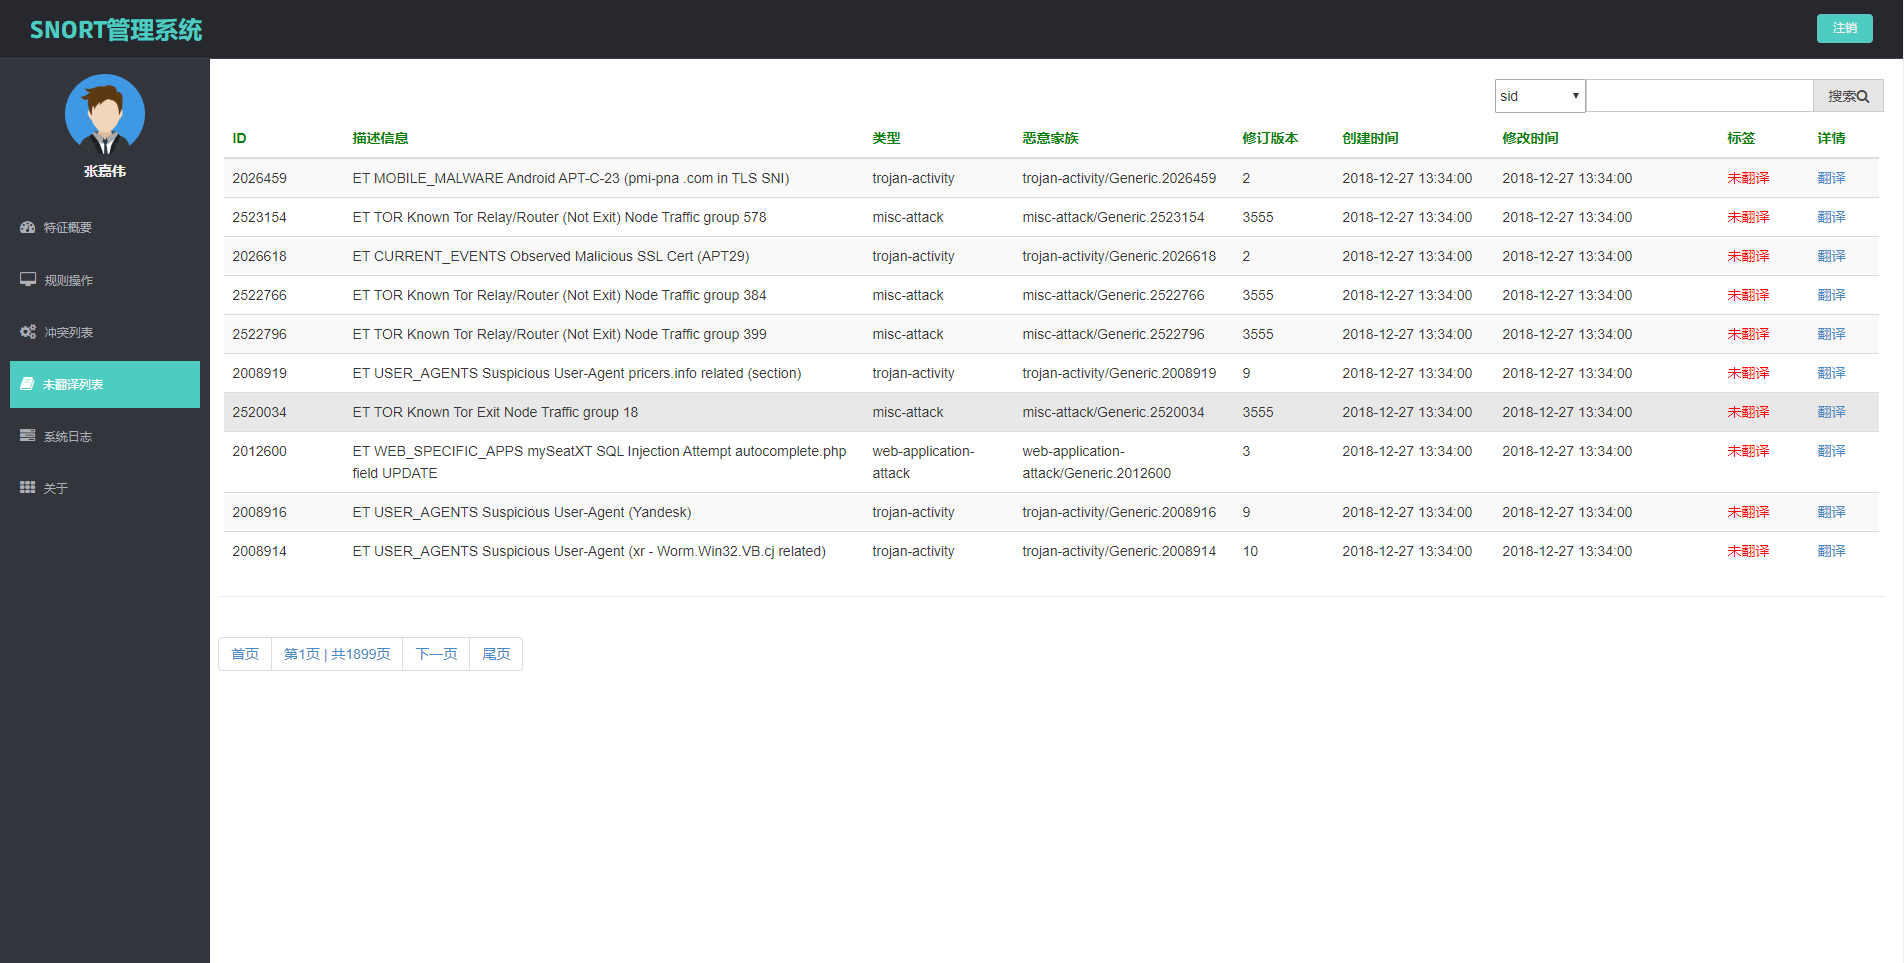 SNORT管理系统
注销
张嘉伟
特征概要
规则操作
冲突列表
未翻译列表
系统日志
关于
sid
搜索
ID 描述信息 类型 恶意家族 修订版本 创建时间 修改时间 标签 详情
2026459 ET MOBILE_MALWARE Android APT-C-23 (pmi-pna .com in TLS SNI) trojan-activity trojan-activity/Generic.2026459 2 2018-12-27 13:34:00 2018-12-27 13:34:00 未翻译 翻译
2523154 ET TOR Known Tor Relay/Router (Not Exit) Node Traffic group 578 misc-attack misc-attack/Generic.2523154 3555 2018-12-27 13:34:00 2018-12-27 13:34:00 未翻译 翻译
2026618 ET CURRENT_EVENTS Observed Malicious SSL Cert (APT29) trojan-activity trojan-activity/Generic.2026618 2 2018-12-27 13:34:00 2018-12-27 13:34:00 未翻译 翻译
2522766 ET TOR Known Tor Relay/Router (Not Exit) Node Traffic group 384 misc-attack misc-attack/Generic.2522766 3555 2018-12-27 13:34:00 2018-12-27 13:34:00 未翻译 翻译
2522796 ET TOR Known Tor Relay/Router (Not Exit) Node Traffic group 399 misc-attack misc-attack/Generic.2522796 3555 2018-12-27 13:34:00 2018-12-27 13:34:00 未翻译 翻译
2008919 ET USER_AGENTS Suspicious User-Agent pricers.info related (section) trojan-activity trojan-activity/Generic.2008919 9 2018-12-27 13:34:00 2018-12-27 13:34:00 未翻译 翻译
2520034 ET TOR Known Tor Exit Node Traffic group 18 misc-attack misc-attack/Generic.2520034 3555 2018-12-27 13:34:00 2018-12-27 13:34:00 未翻译 翻译
2012600 ET WEB_SPECIFIC_APPS mySeatXT SQL Injection Attempt autocomplete.php web-application- web-application- 3 2018-12-27 13:34:00 2018-12-27 13:34:00 未翻译 翻译
field UPDATE attack attack/Generic.2012600
2008916 ET USER_AGENTS Suspicious User-Agent (Yandesk) trojan-activity trojan-activity/Generic.2008916 9 2018-12-27 13:34:00 2018-12-27 13:34:00 未翻译 翻译
2008914 ET USER_AGENTS Suspicious User-Agent (xr - Worm.Win32.VB.cj related) trojan-activity trojan-activity/Generic.2008914 10 2018-12-27 13:34:00 2018-12-27 13:34:00 未翻译 翻译
首页 第1页 | 共1899页 下一页 尾页